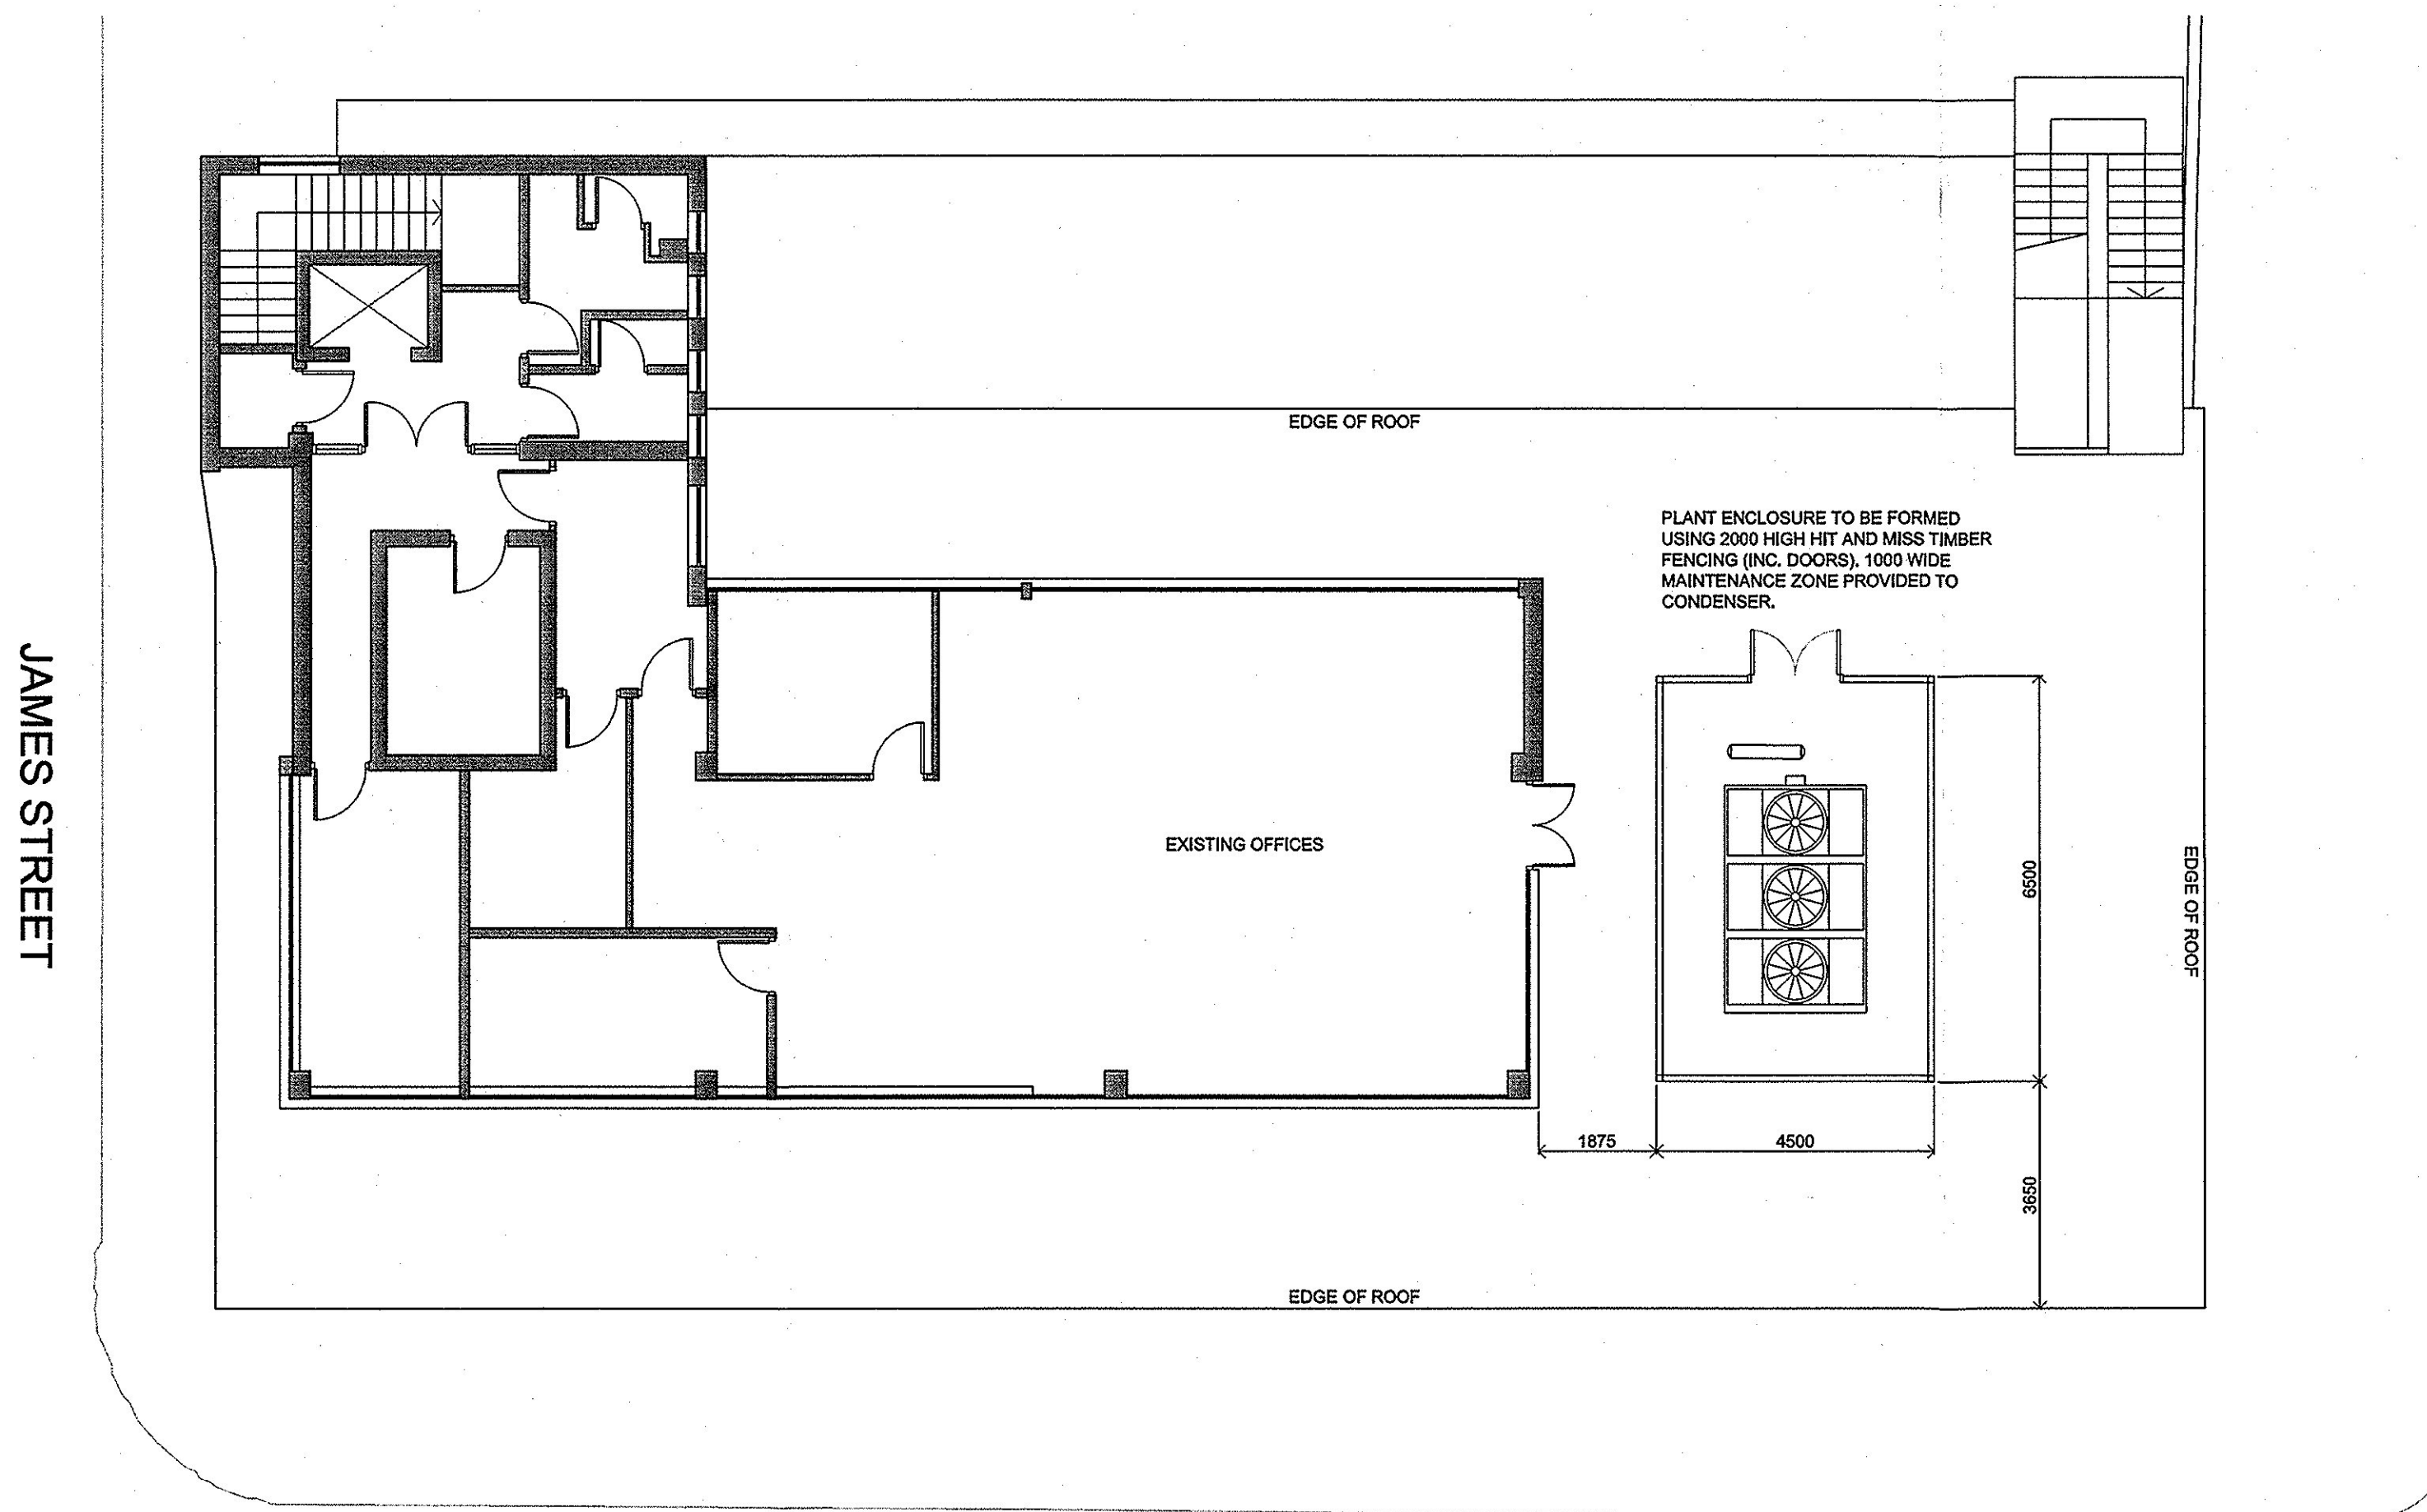 EDGE OF ROOF
PLANT ENCLOSURE TO BE FORMED
USING 2000 HIGH HIT AND MISS TIMBER
FENCING (INC. DOORS). 1000 WIDE
MAINTENANCE ZONE PROVIDED TO
CONDENSER.
JAMES STREET
EXISTING OFFICES
6500
EDGE OF ROOF
1875
4500
3650
EDGE OF ROOF